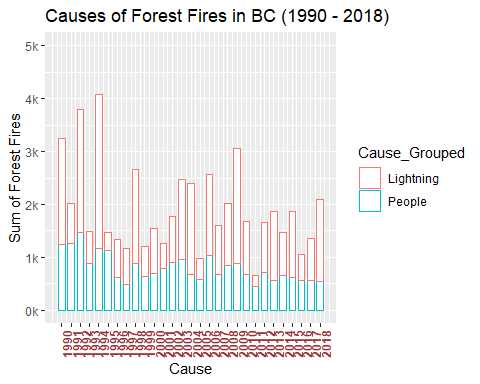 Causes of Forest Fires in BC (1990 - 2018)
5k
4k
3k
2k
1k
0k
Sum of Forest Fires
1990
1991
1992
1993
1994
1995
1996
1997
1998
1999
2000
2001
2002
2003
2004
2005
2006
2007
2008
2009
2010
2011
2012
2013
2014
2015
2016
2017
2018
Cause
Cause_Grouped
Lightning
People